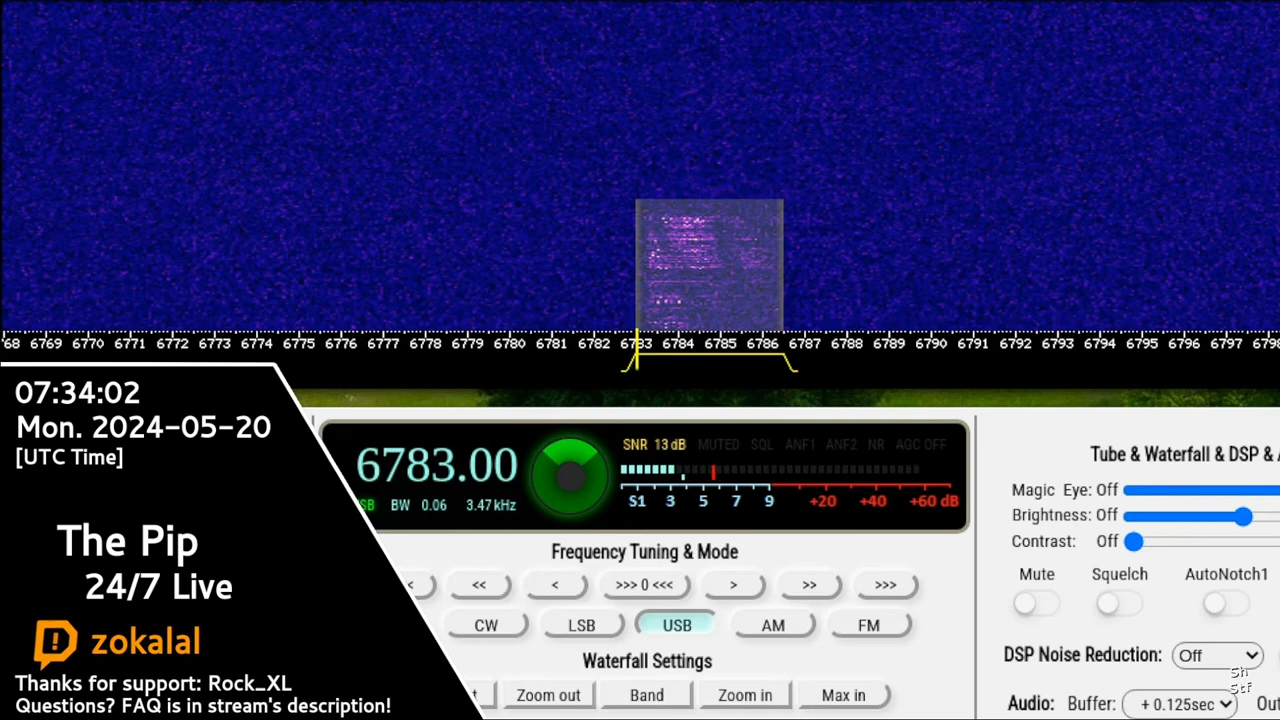 '68 6769 6770 6771 6772 6773 6774 6775 6776 6777 6778 6779 6780 6781 6782 6783 6784 6785 6786 6787 6788 6789 6790 6791 6792 6793 6794 6795 6796 6797 6798
07:34:02
Mon. 2024-05-20
[UTC Time]
The Pip
24/7 Live
zokalal
Thanks for support: Rock_XL
Questions? FAQ is in stream's description!
6783.00
SB BW 0.06 3.47 kHz
SNR 13 dB MUTED SQL ANF1 ANF2 NR AGC OFF
S1 3 5 7 9 +20 +40 +60 dB
Frequency Tuning & Mode
< << < >>> 0 <<< > >> >>>
CW LSB USB AM FM
Waterfall Settings
t Zoom out Band Zoom in Max in
Tube & Waterfall & DSP & A
Magic Eye: Off
Brightness: Off
Contrast: Off
Mute Squelch AutoNotch1
DSP Noise Reduction: Off
Sh
Stf
Audio: Buffer: + 0.125sec Ou